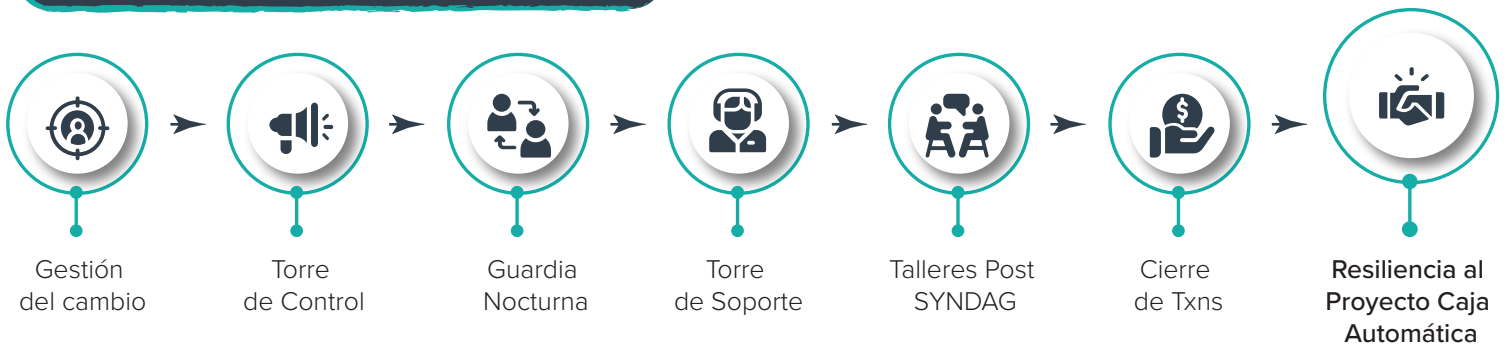 Gestión
del cambio
Torre
de Control
Guardia
Nocturna
Torre
de Soporte
Talleres Post
SYNDAG
Cierre
de Txns
Resiliencia al
Proyecto Caja
Automática
$